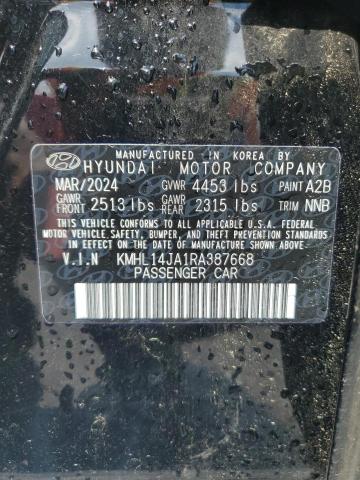 MANUFACTURED IN KOREA BY
HYUNDAI MOTOR COMPANY
MAR/2024 GVWR 4453 lbs PAINT A2B
GAWR FRONT 2513 lbs GAWR REAR 2315 lbs TRIM NNB
THIS VEHICLE CONFORMS TO ALL APPLICABLE U.S.A. FEDERAL
MOTOR VEHICLE SAFETY, BUMPER, AND THEFT PREVENTION
STANDARDS IN EFFECT ON THE DATE OF MANUFACTURE SHOWN ABOVE.
V.I.N KMHL14JA1RA387668
PASSENGER CAR